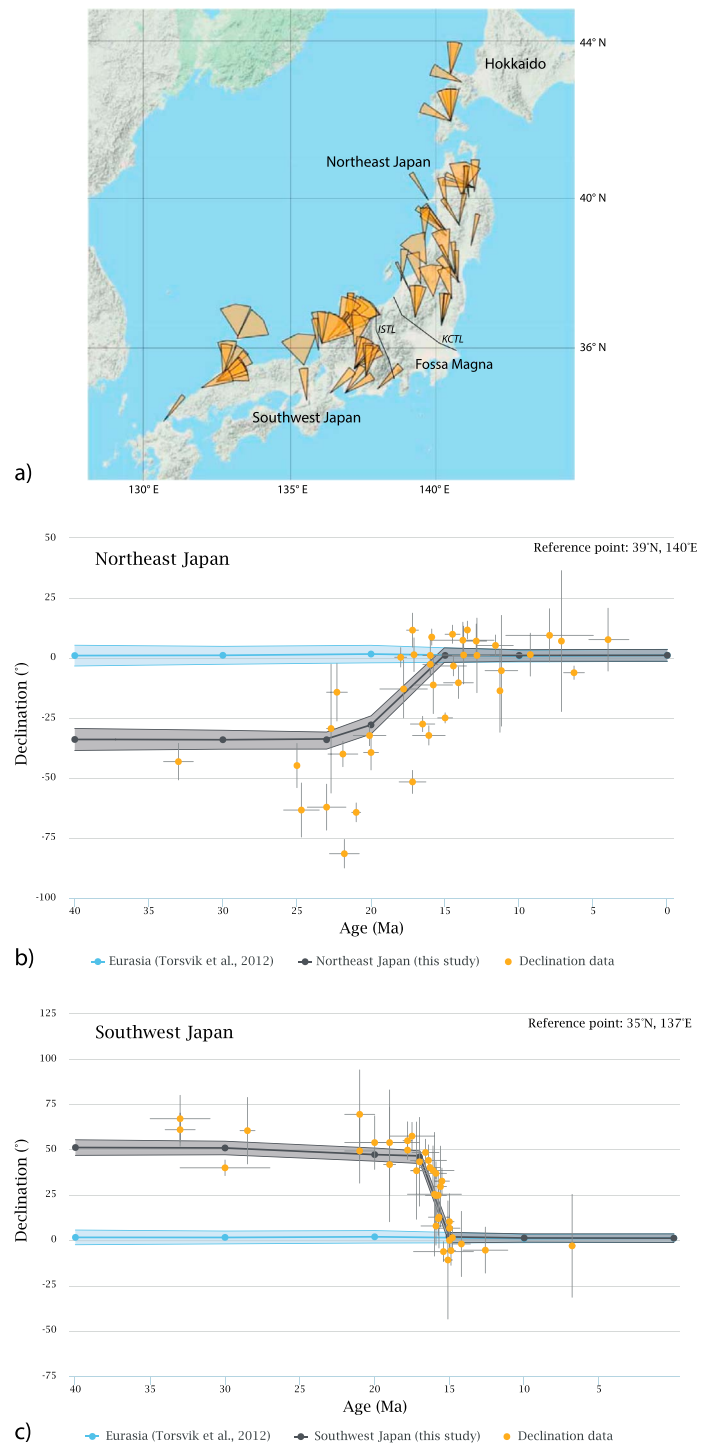 44° N
Hokkaido
Northeast Japan
40° N
ISTL
KCTL
36° N
Fossa Magna
Southwest Japan
a)
130° E
135° E
140° E
50
Northeast Japan
Reference point: 39°N, 140°E
25
0
-25
-50
-75
-100
Declination (°)
40
35
30
25
20
15
10
5
0
Age (Ma)
b)
Eurasia (Torsvik et al., 2012)
Northeast Japan (this study)
Declination data
125
Southwest Japan
Reference point: 35°N, 137°E
100
75
50
25
0
-25
-50
-75
Declination (°)
40
35
30
25
20
15
10
5
Age (Ma)
c)
Eurasia (Torsvik et al., 2012)
Southwest Japan (this study)
Declination data